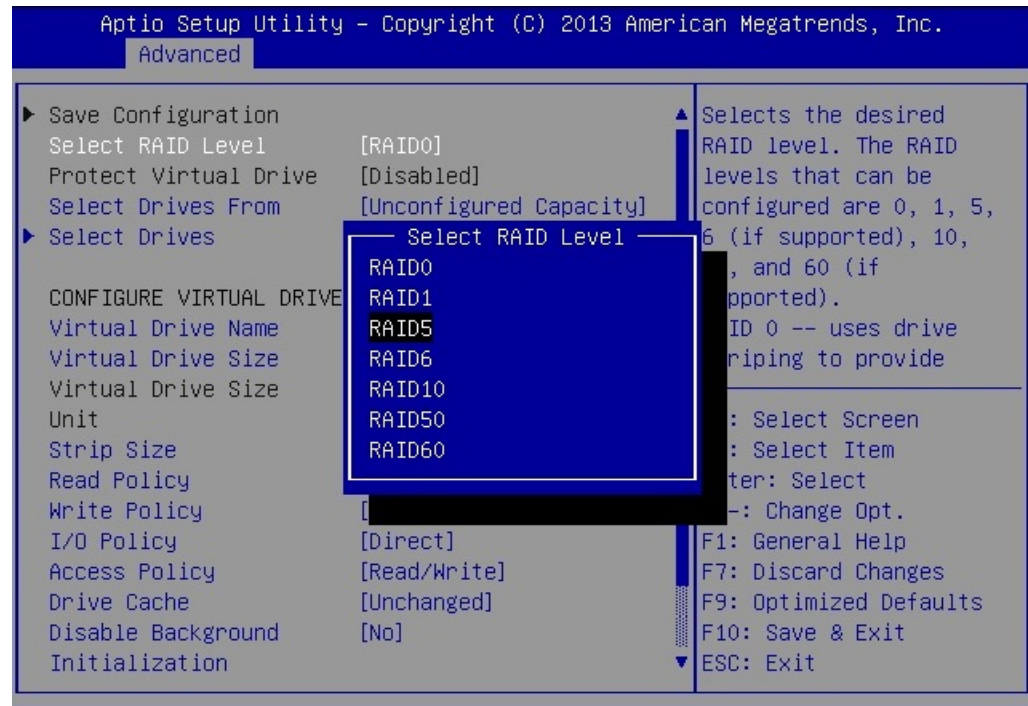 Aptio Setup Utility – Copyright (C) 2013 American Megatrends, Inc.
Advanced
Save Configuration
Select RAID Level [RAID0]
Protect Virtual Drive [Disabled]
Select Drives From [Unconfigured Capacity]
Select Drives
CONFIGURE VIRTUAL DRIVE
Virtual Drive Name
Virtual Drive Size
Virtual Drive Size
Unit
Strip Size
Read Policy
Write Policy [
I/O Policy [Direct]
Access Policy [Read/Write]
Drive Cache [Unchanged]
Disable Background [No]
Initialization
Select RAID Level
RAID0
RAID1
RAID5
RAID6
RAID10
RAID50
RAID60
Selects the desired
RAID level. The RAID
levels that can be
configured are 0, 1, 5,
6 (if supported), 10,
, and 60 (if
pported).
ID 0 -- uses drive
riping to provide
: Select Screen
: Select Item
ter: Select
-: Change Opt.
F1: General Help
F7: Discard Changes
F9: Optimized Defaults
F10: Save & Exit
ESC: Exit